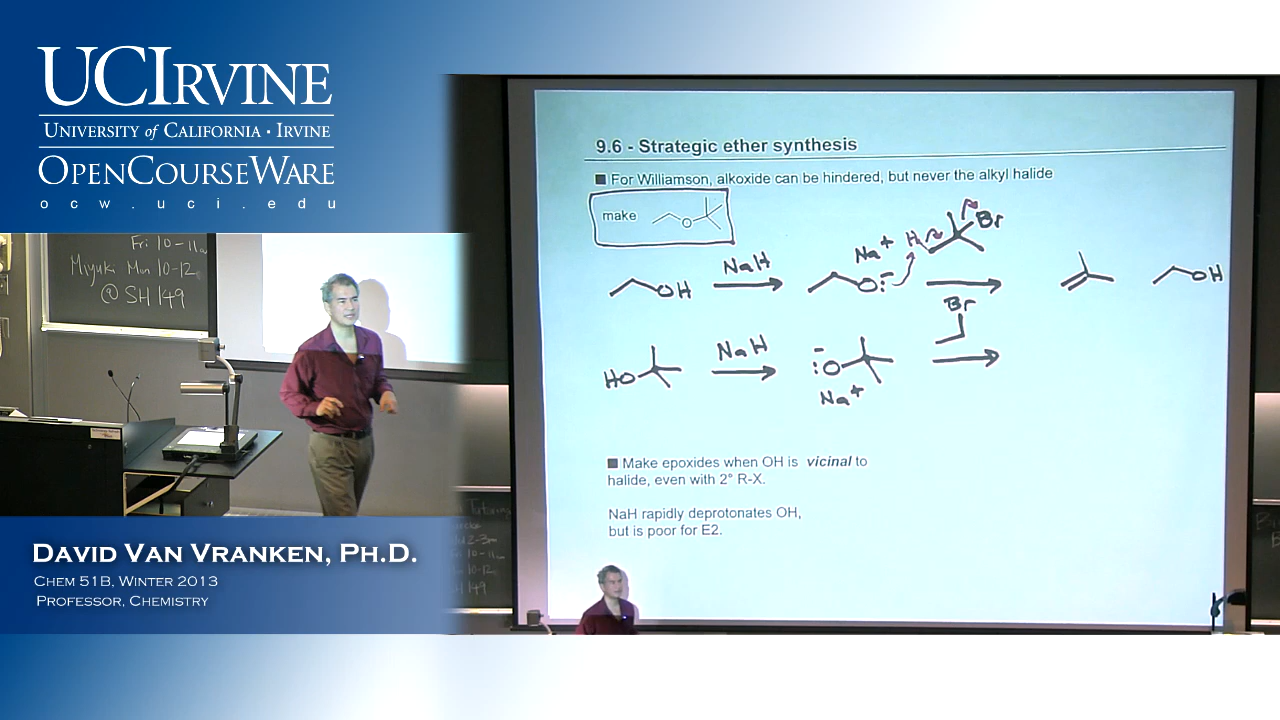 UCIRVINE
UNIVERSITY of CALIFORNIA · IRVINE
OPENCOURSEWARE
ocw.uci.edu
Fri 10-11a
Miyuki Mon 10-12
@ SH 149
DAVID VAN VRANKEN, PH.D.
CHEM 51B, WINTER 2013
PROFESSOR, CHEMISTRY
9.6 - Strategic ether synthesis
■ For Williamson, alkoxide can be hindered, but never the alkyl halide
make O
OH NaH Na+ O:- H Br OH
HO NaH -:O Na+ Br
■ Make epoxides when OH is vicinal to
halide, even with 2° R-X.
NaH rapidly deprotonates OH,
but is poor for E2.